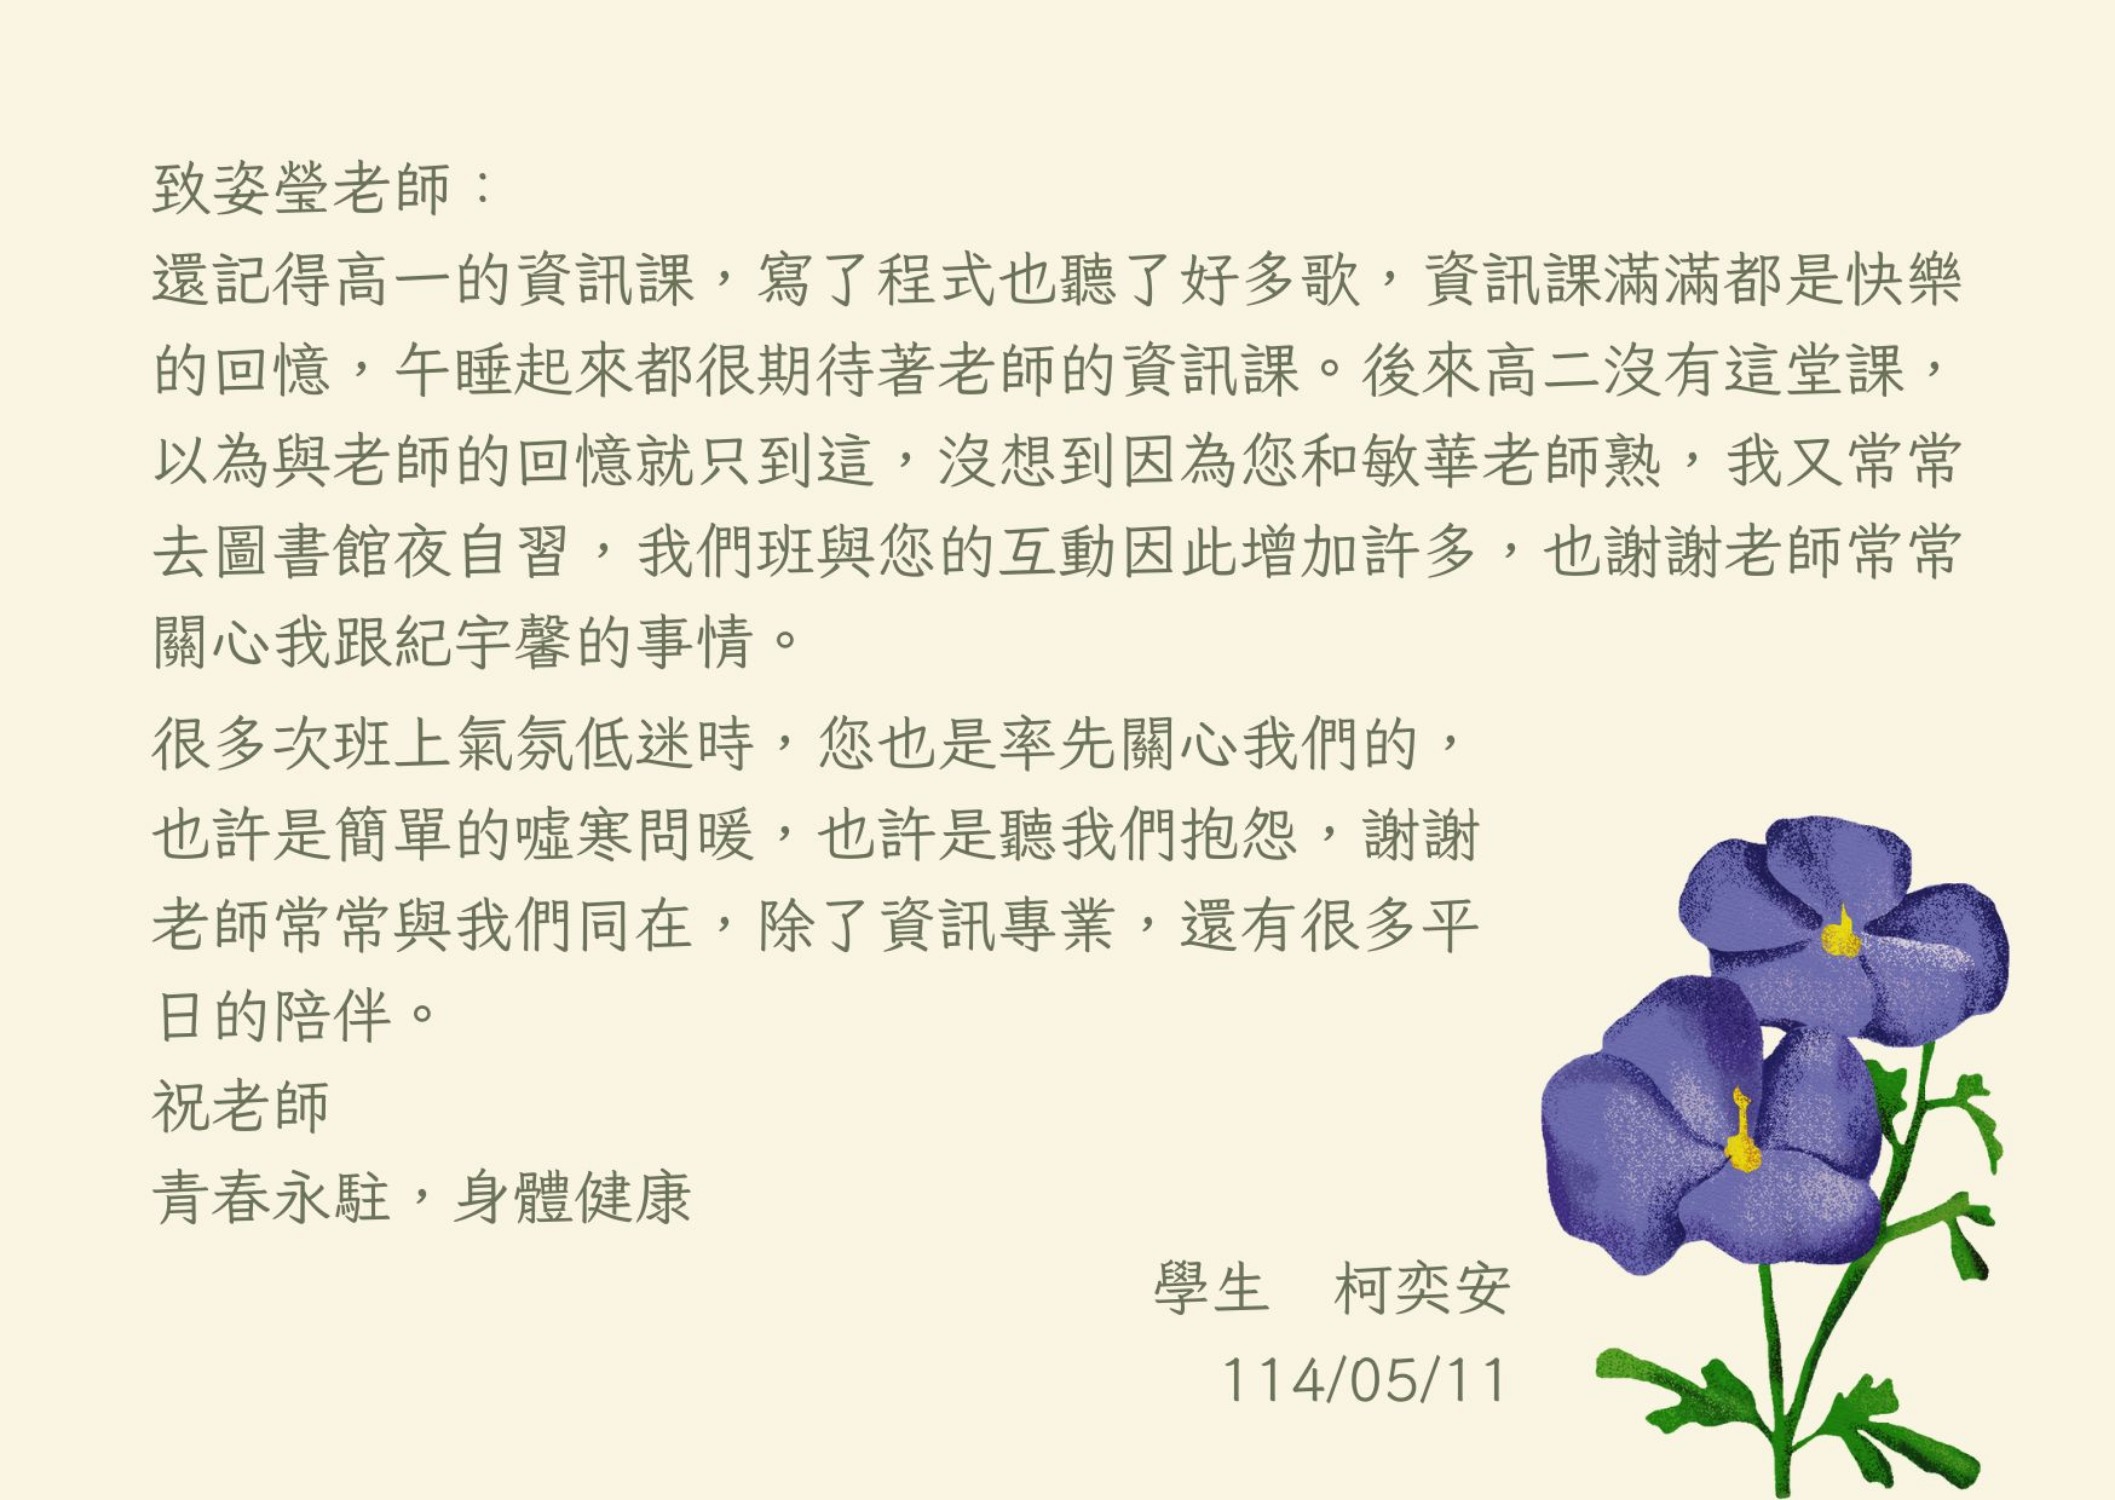 致姿瑩老師：
還記得高一的資訊課，寫了程式也聽了好多歌，資訊課滿滿都是快樂
的回憶，午睡起來都很期待著老師的資訊課。後來高二沒有這堂課，
以為與老師的回憶就只到這，沒想到因為您和敏華老師熟，我又常常
去圖書館夜自習，我們班與您的互動因此增加許多，也謝謝老師常常
關心我跟紀宇馨的事情。
很多次班上氣氛低迷時，您也是率先關心我們的，
也許是簡單的噓寒問暖，也許是聽我們抱怨，謝謝
老師常常與我們同在，除了資訊專業，還有很多平
日的陪伴。
祝老師
青春永駐，身體健康
學生　柯奕安
114/05/11